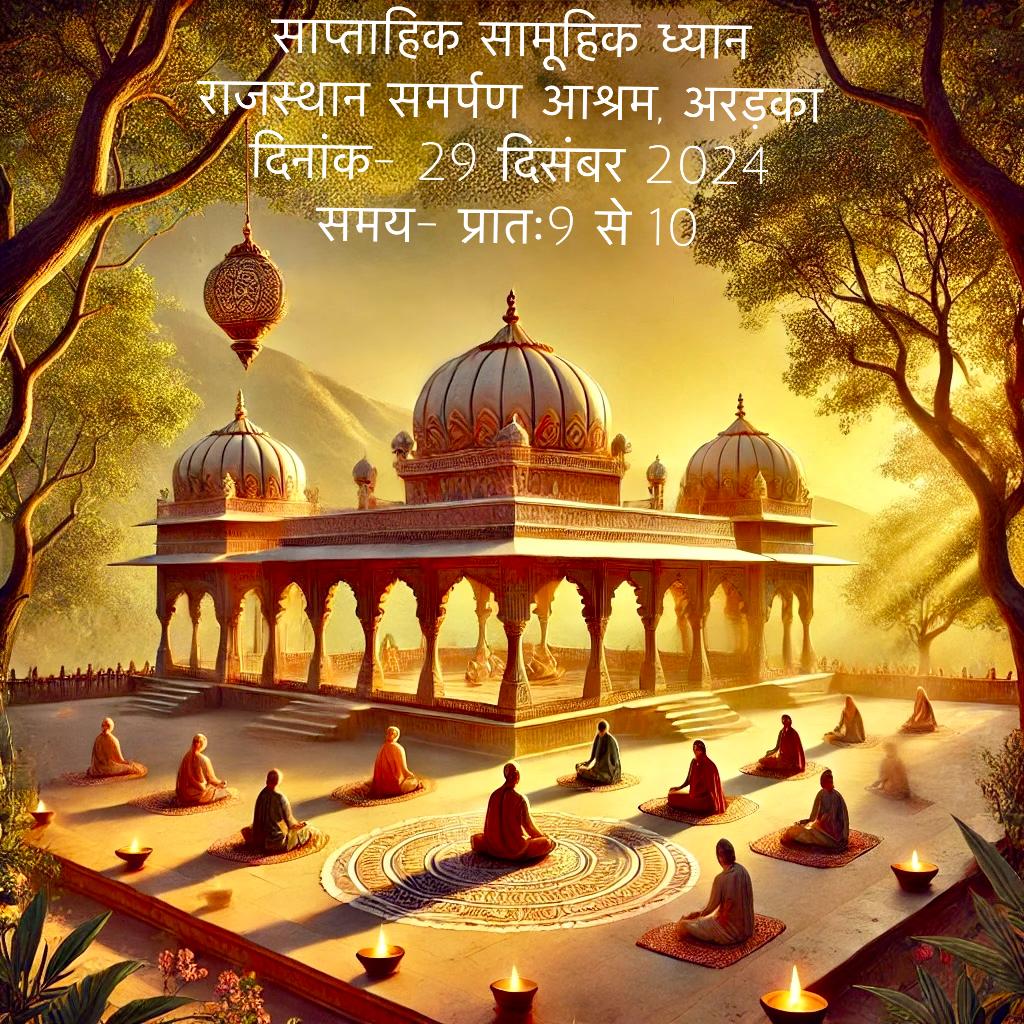 साप्ताहिक सामूहिक ध्यान
राजस्थान समर्पण आश्रम, अरड़का
दिनांक- 29 दिसंबर 2024
समय- प्रातः9 से 10